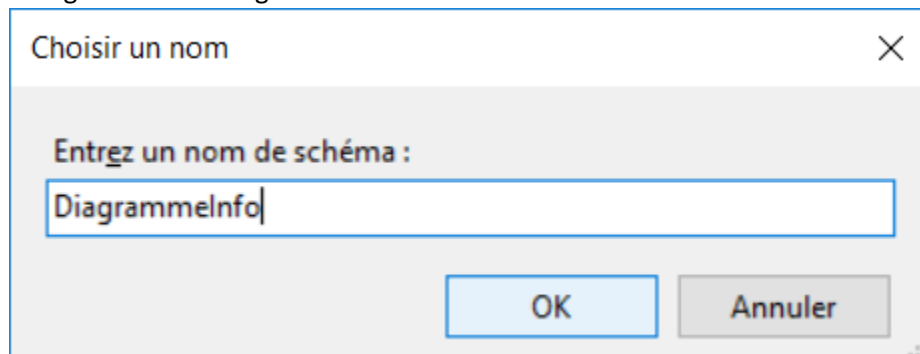 Choisir un nom
Entrez un nom de schéma :
DiagrammeInfo
OK Annuler